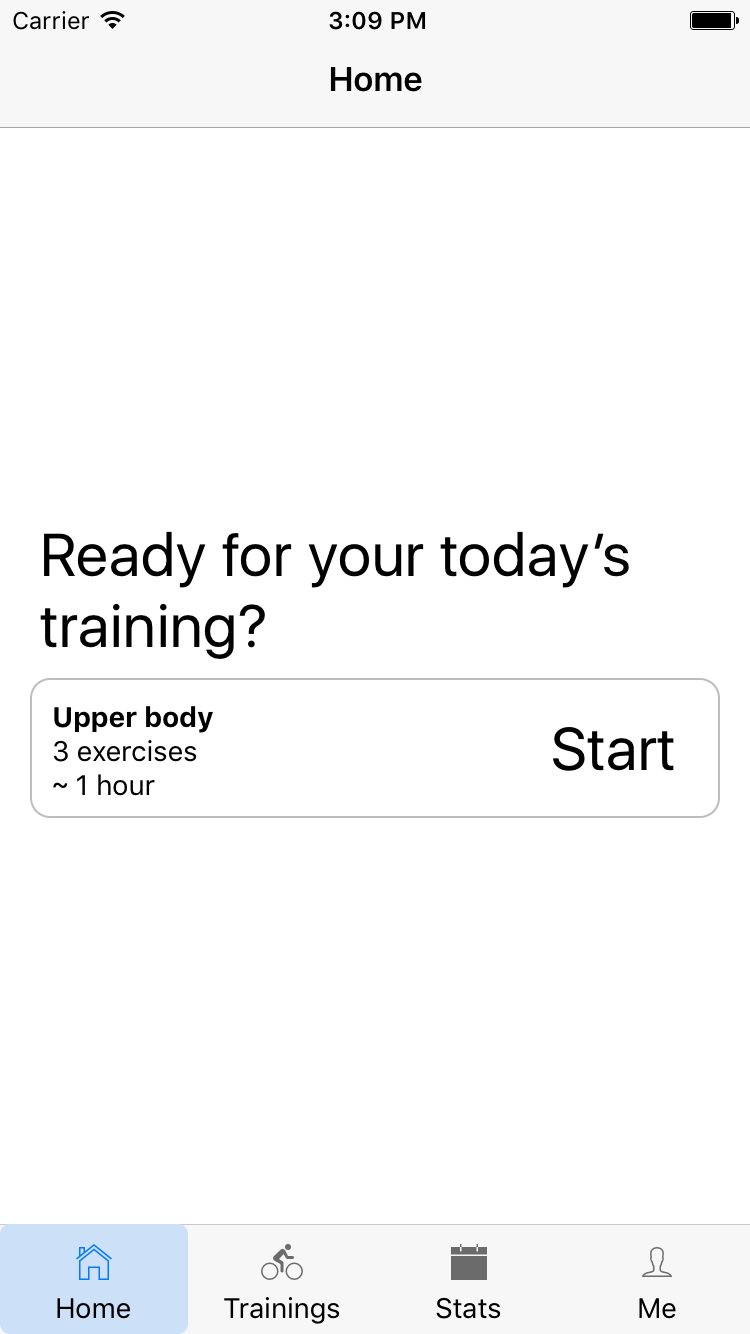 Carrier 3:09 PM
Home
Ready for your today’s
training?
Upper body
3 exercises
~ 1 hour
Start
Home Trainings Stats Me